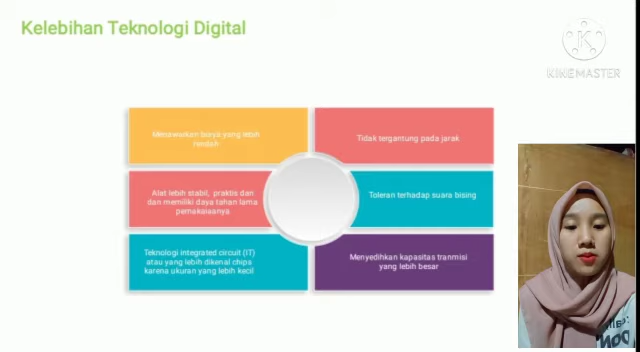 Kelebihan Teknologi Digital
KINEMASTER
Menawarkan biaya yang lebih
rendah
Tidak tergantung pada jarak
Alat lebih stabil, praktis dan
dan memiliki daya tahan lama
pemakaiaanya
Toleran terhadap suara bising
Teknologi integrated circuit (IT)
atau yang lebih dikenal chips
karena ukuran yang lebih kecil
Menyedihkan kapasitas tranmisi
yang lebih besar